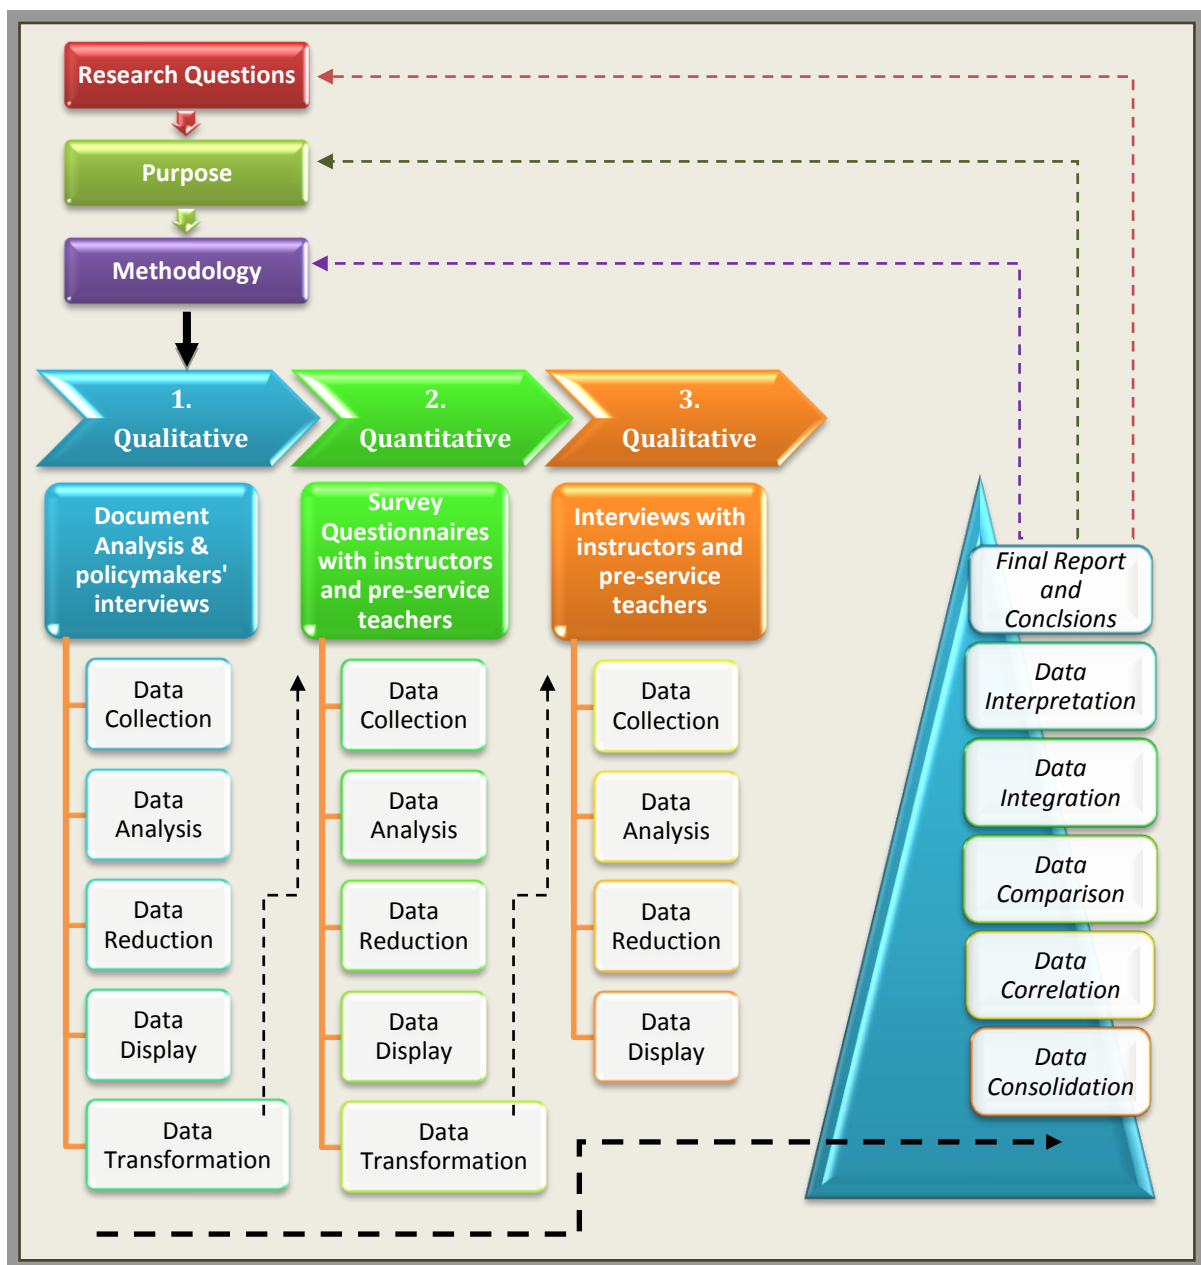 Research Questions
Purpose
Methodology
1.
Qualitative
2.
Quantitative
3.
Qualitative
Document
Analysis &
policymakers'
interviews
Data
Collection
Data
Analysis
Data
Reduction
Data
Display
Data
Transformation
Survey
Questionnaires
with instructors
and pre-service
teachers
Data
Collection
Data
Analysis
Data
Reduction
Data
Display
Data
Transformation
Interviews with
instructors and
pre-service
teachers
Data
Collection
Data
Analysis
Data
Reduction
Data
Display
Final Report
and
Conclsions
Data
Interpretation
Data
Integration
Data
Comparison
Data
Correlation
Data
Consolidation